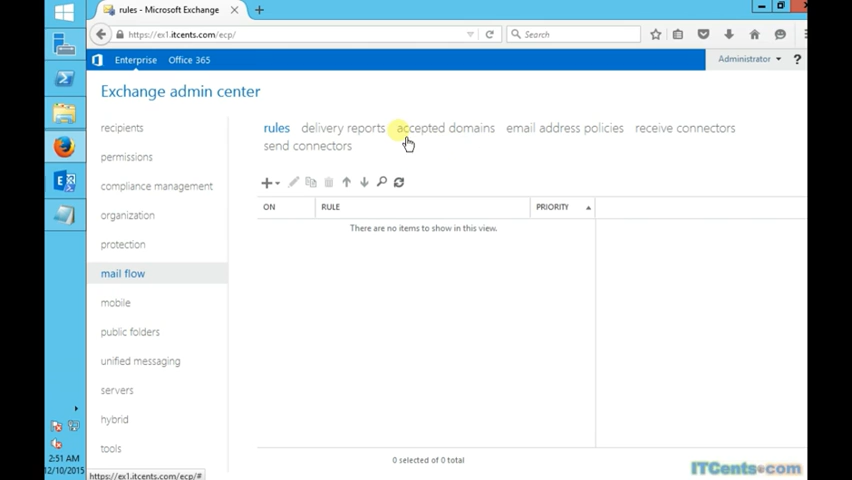 rules - Microsoft Exchange
https://ex1.itcents.com/ecp/
Search
Enterprise Office 365
Administrator ?
Exchange admin center
recipients
permissions
compliance management
organization
protection
mail flow
mobile
public folders
unified messaging
servers
hybrid
tools
rules delivery reports accepted domains email address policies receive connectors
send connectors
ON RULE PRIORITY
There are no items to show in this view.
0 selected of 0 total
https://ex1.itcents.com/ecp/#
2:51 AM
12/10/2015
ITCents.com